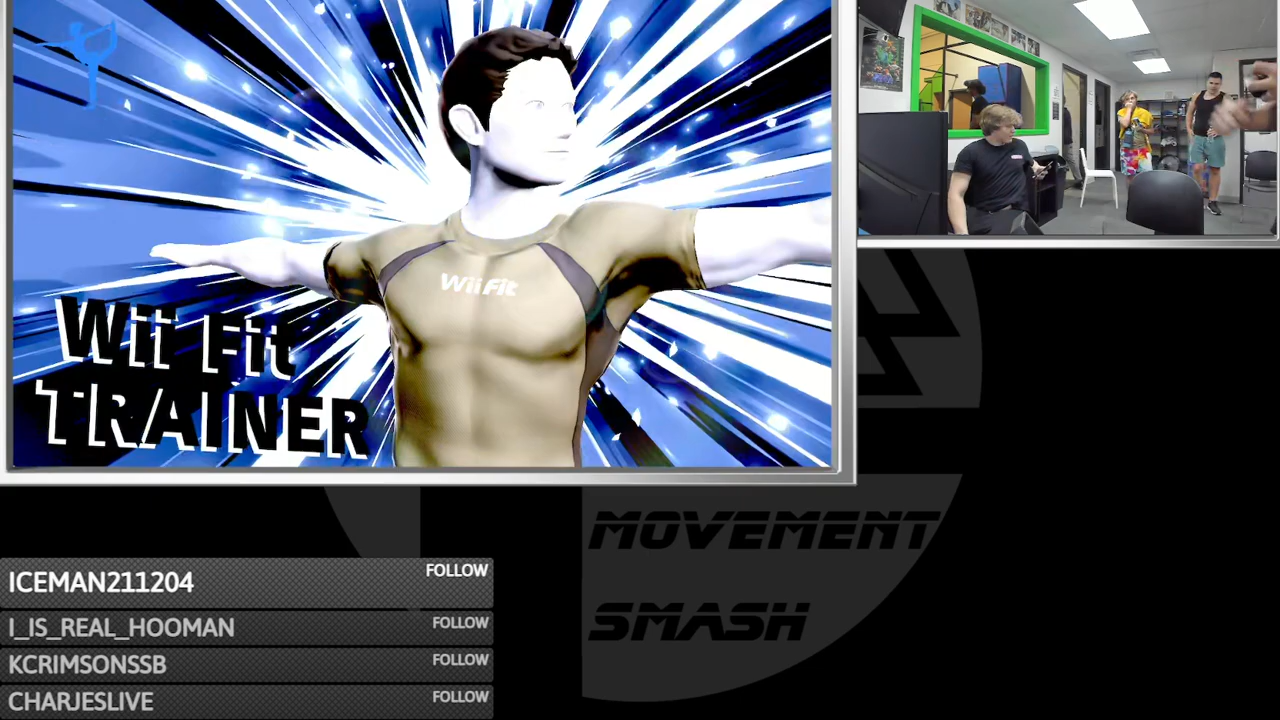 Wii Fit
Wii Fit
TRAINER
MOVEMENT
SMASH
ICEMAN211204 FOLLOW
I_IS_REAL_HOOMAN FOLLOW
KCRIMSONSSB FOLLOW
CHARJESLIVE FOLLOW